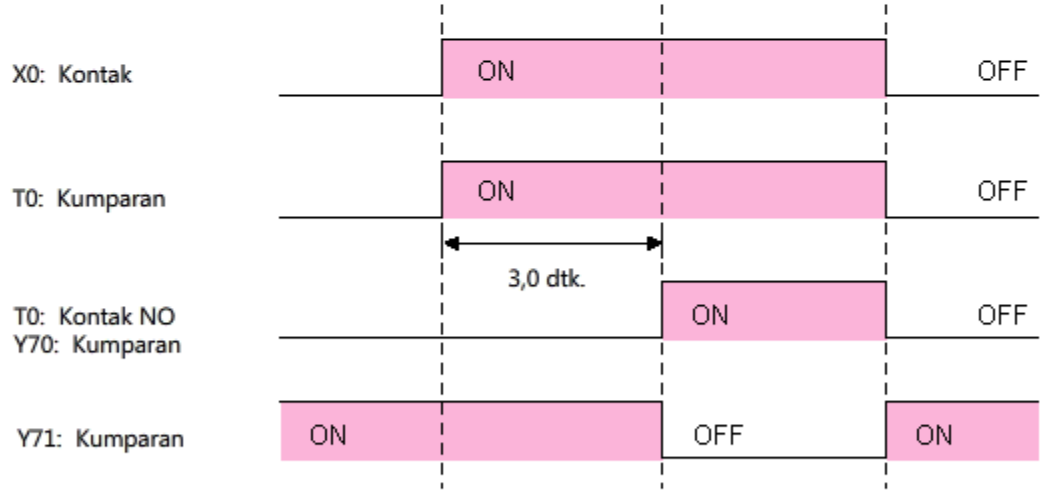 X0: Kontak
ON
OFF
T0: Kumparan
ON
OFF
3,0 dtk.
T0: Kontak NO
Y70: Kumparan
ON
OFF
Y71: Kumparan
ON
OFF
ON